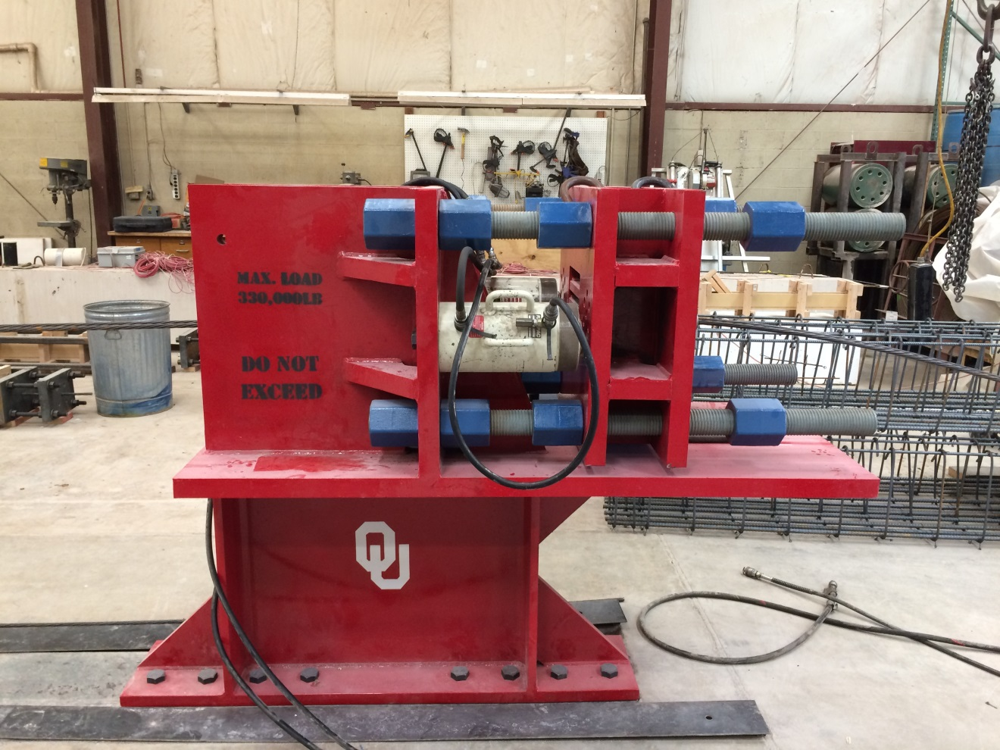 MAX. LOAD
330,000LB
DO NOT
EXCEED
OU